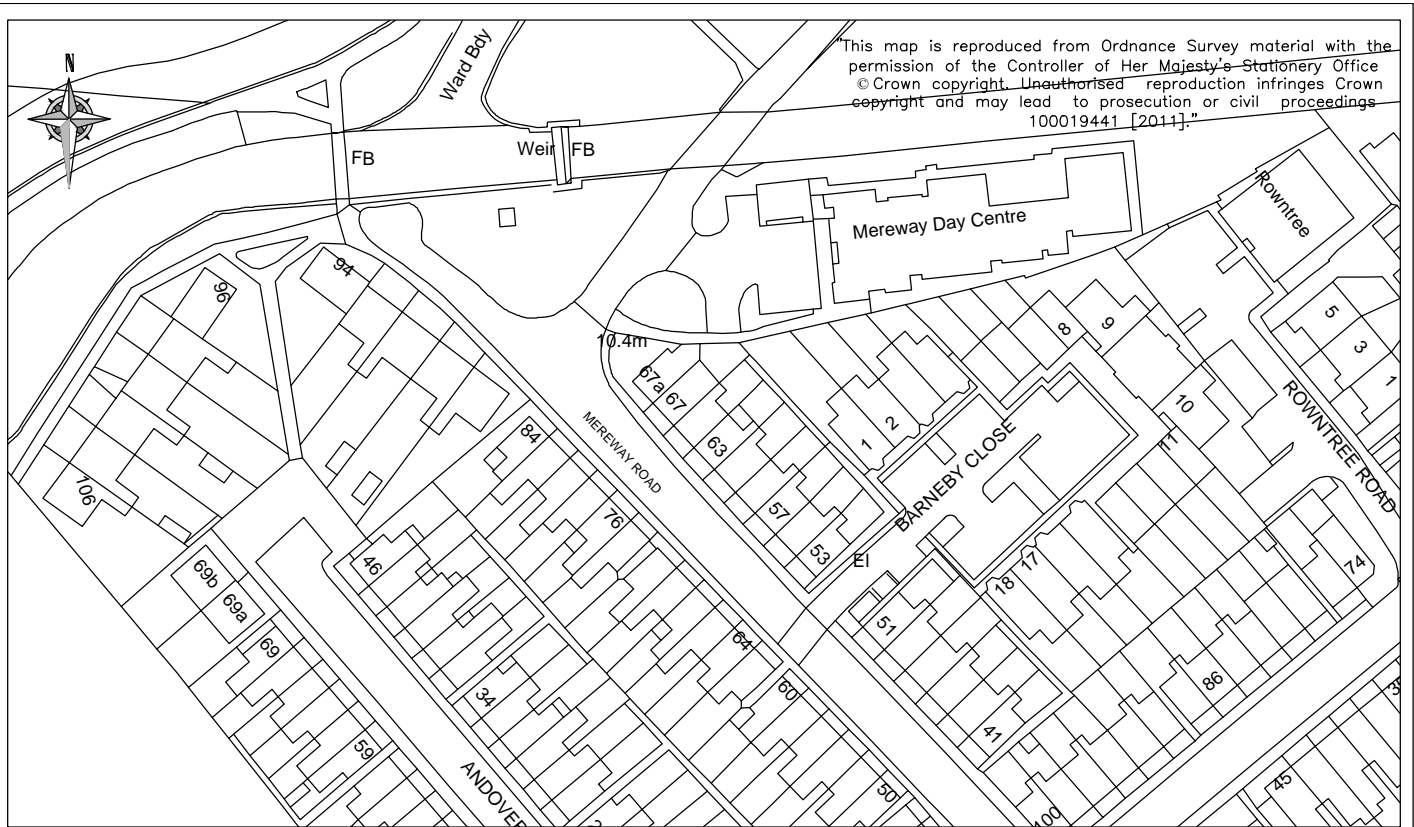 N
Ward Bdy
"This map is reproduced from Ordnance Survey material with the
permission of the Controller of Her Majesty's Stationery Office
© Crown copyright. Unauthorised reproduction infringes Crown
copyright and may lead to prosecution or civil proceedings
100019441 [2011]."
FB
Weir
FB
Mereway Day Centre
Rowntree
94
96
10.4m
67a
67
63
57
53
MEREWAY ROAD
84
76
64
60
50
106
46
34
69b
69a
69
59
ANDOVER
1
2
8
9
10
11
BARNEBY CLOSE
El
17
18
51
41
5
3
1
ROWNTREE ROAD
74
86
100
45